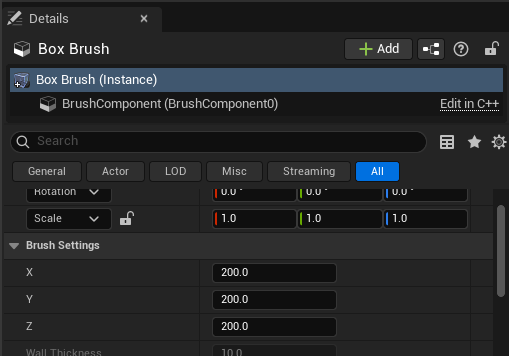 Details
Box Brush
Add
Box Brush (Instance)
BrushComponent (BrushComponent0) Edit in C++
Search
General Actor LOD Misc Streaming All
Rotation 0.0 ° 0.0 ° 0.0 °
Scale 1.0 1.0 1.0
Brush Settings
X 200.0
Y 200.0
Z 200.0
Wall Thickness 10.0